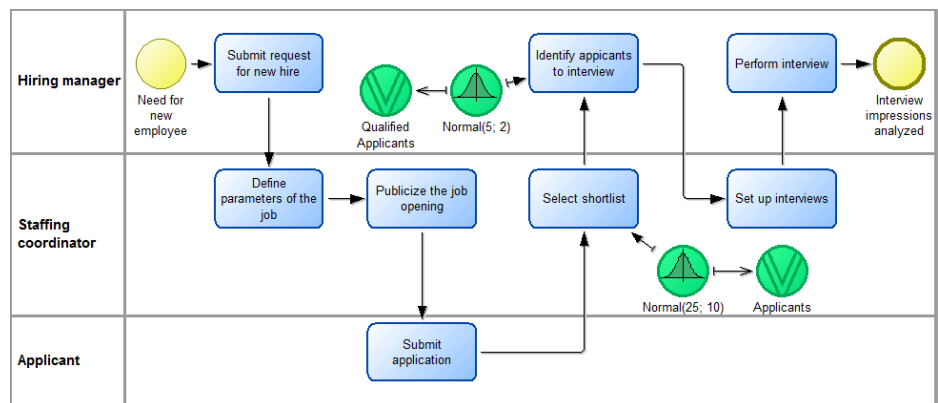 Hiring manager
Need for
new
employee
Submit request
for new hire
Qualified
Applicants
Normal(5; 2)
Identify appicants
to interview
Perform interview
Interview
impressions
analyzed
Staffing
coordinator
Define
parameters of the
job
Publicize the job
opening
Select shortlist
Set up interviews
Normal(25; 10)
Applicants
Applicant
Submit
application